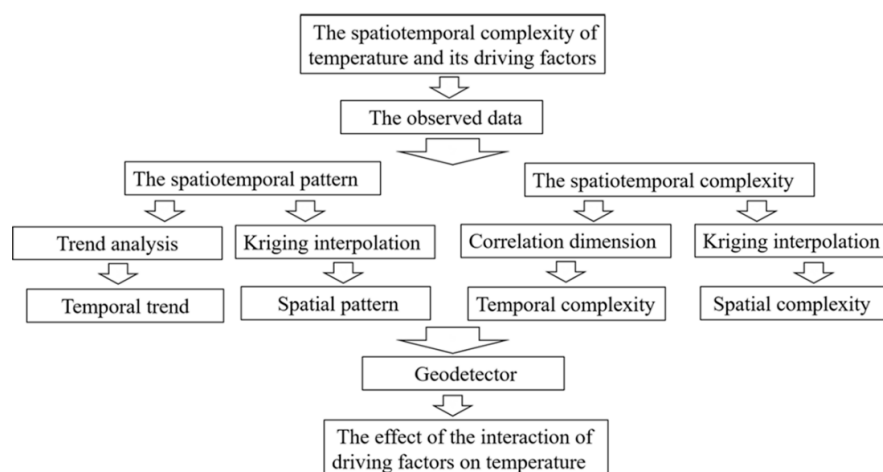 The spatiotemporal complexity of
temperature and its driving factors
The observed data
The spatiotemporal pattern
The spatiotemporal complexity
Trend analysis
Kriging interpolation
Correlation dimension
Kriging interpolation
Temporal trend
Spatial pattern
Temporal complexity
Spatial complexity
Geodetector
The effect of the interaction of
driving factors on temperature